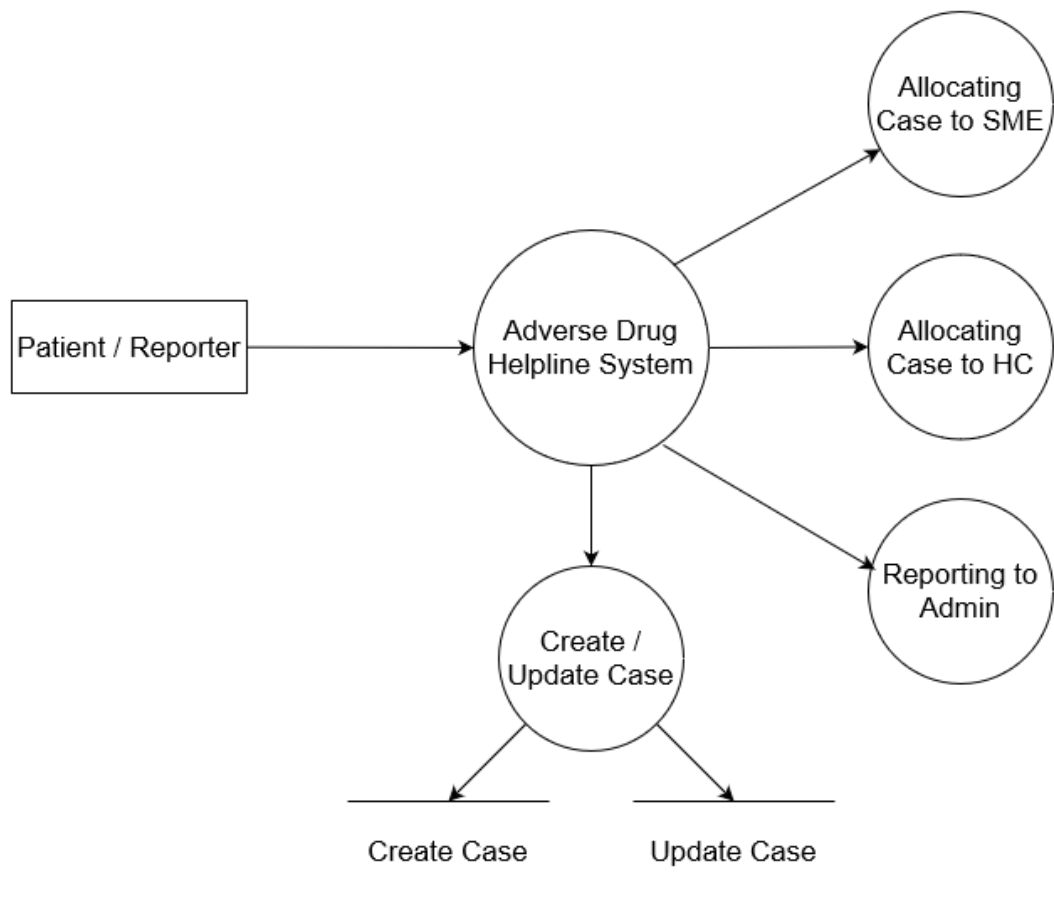 Allocating
Case to SME
Patient / Reporter
Adverse Drug
Helpline System
Allocating
Case to HC
Reporting to
Admin
Create /
Update Case
Create Case
Update Case